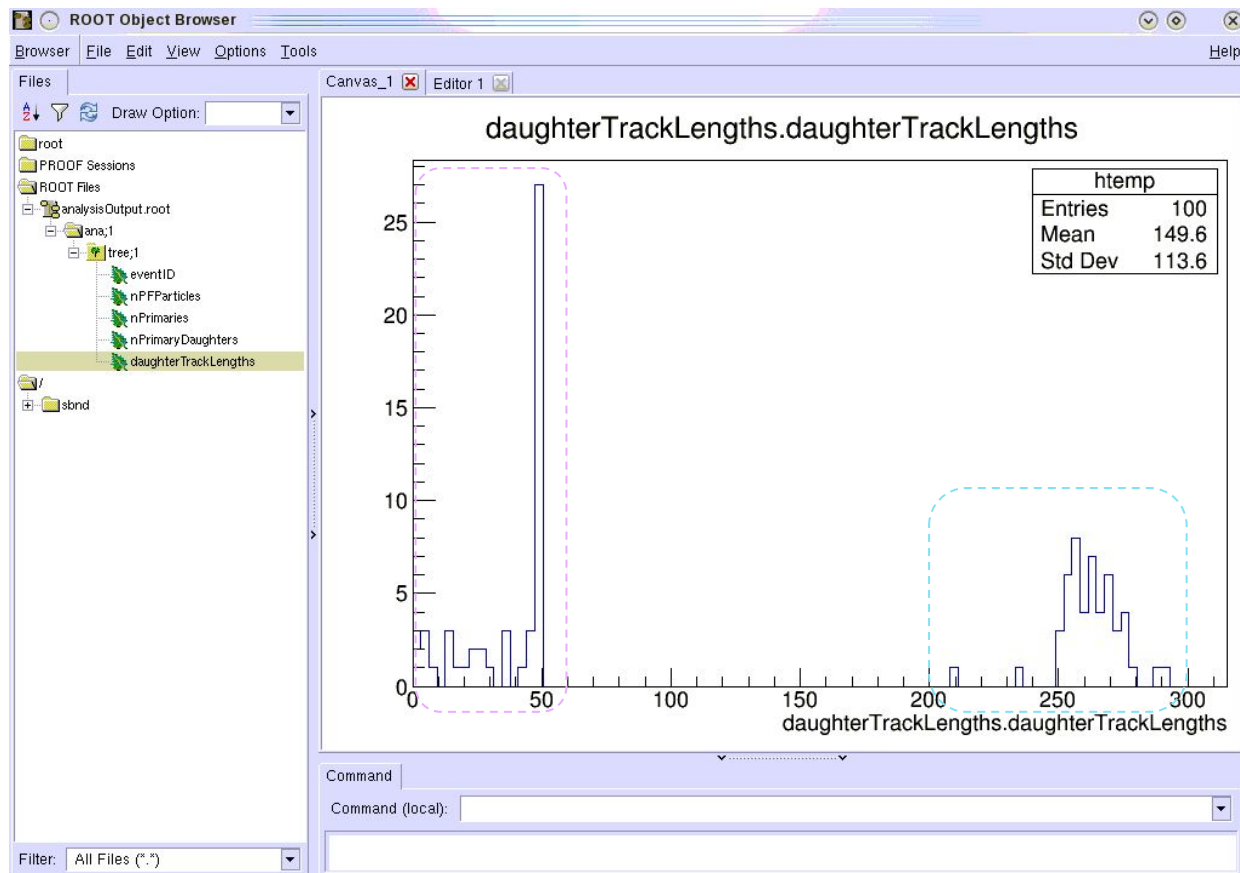 ROOT Object Browser
Browser File Edit View Options Tools Help
Files
Draw Option:
root
PROOF Sessions
ROOT Files
analysisOutput.root
ana;1
tree;1
eventID
nPFParticles
nPrimaries
nPrimaryDaughters
daughterTrackLengths
/
sbnd
Filter: All Files (*.*)
Canvas_1 Editor 1
daughterTrackLengths.daughterTrackLengths
htemp
Entries 100
Mean 149.6
Std Dev 113.6
25
20
15
10
5
0
0 50 100 150 200 250 300
daughterTrackLengths.daughterTrackLengths
Command
Command (local):